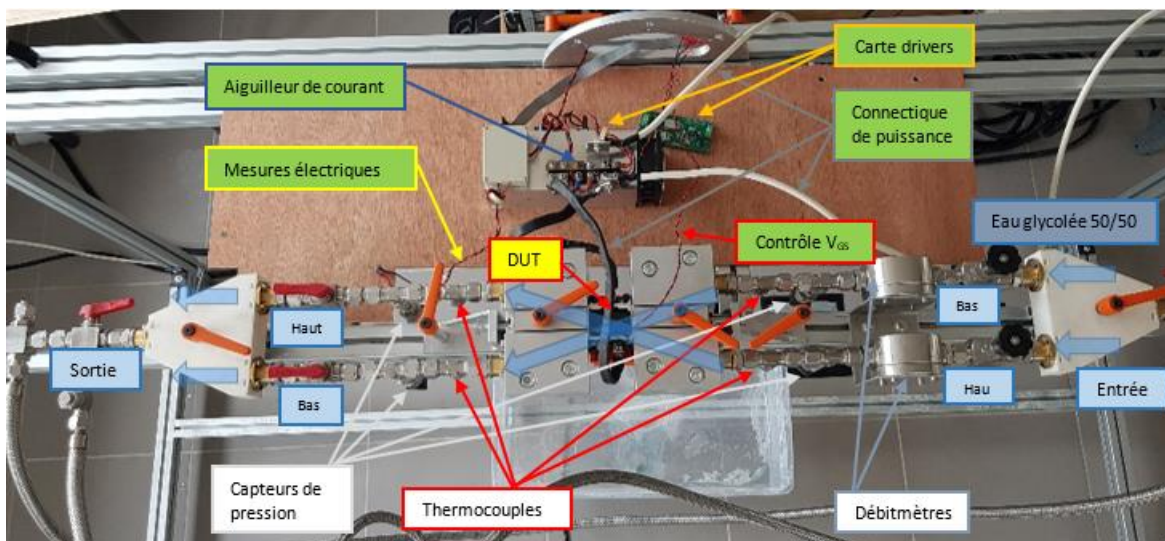 Carte drivers
Aiguilleur de courant
Connectique
de puissance
Mesures électriques
Eau glycolée 50/50
Contrôle VGS
DUT
Bas
Haut
Sortie
Bas
Hau
Entrée
Capteurs de
pression
Thermocouples
Débitmètres